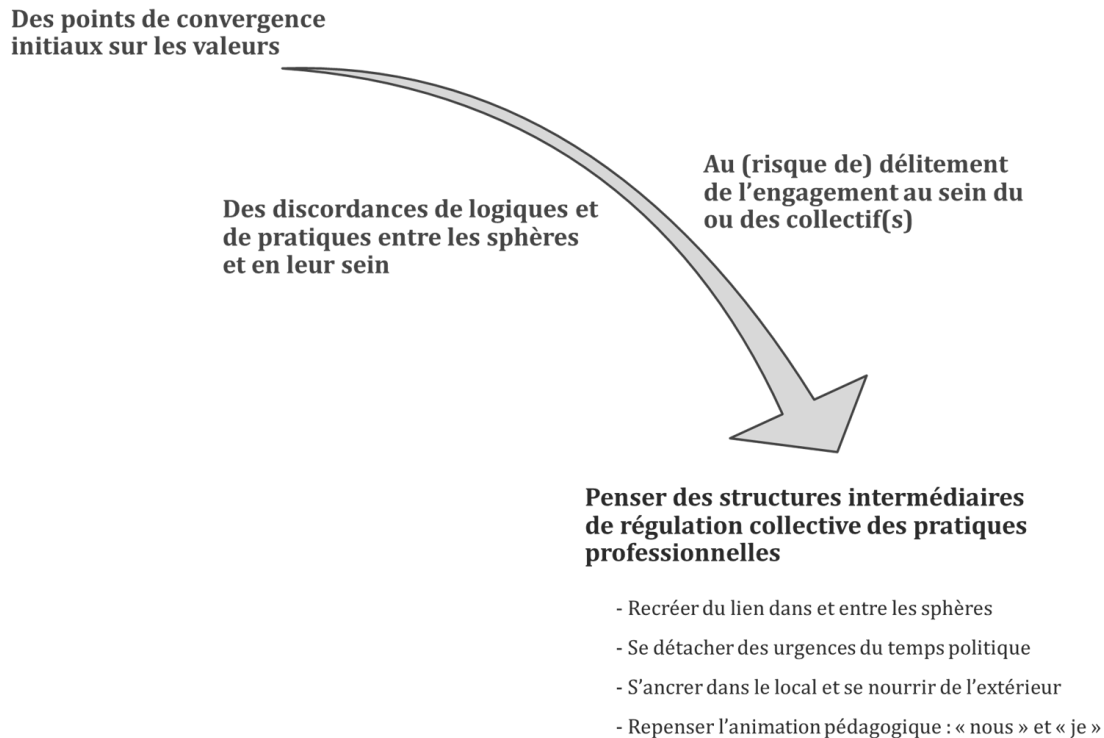 Des points de convergence
initiaux sur les valeurs
Au (risque de) délitement
de l’engagement au sein du
ou des collectif(s)
Des discordances de logiques et
de pratiques entre les sphères
et en leur sein
Penser des structures intermédiaires
de régulation collective des pratiques
professionnelles
- Recréer du lien dans et entre les sphères
- Se détacher des urgences du temps politique
- S’ancrer dans le local et se nourrir de l’extérieur
- Repenser l’animation pédagogique : « nous » et « je »